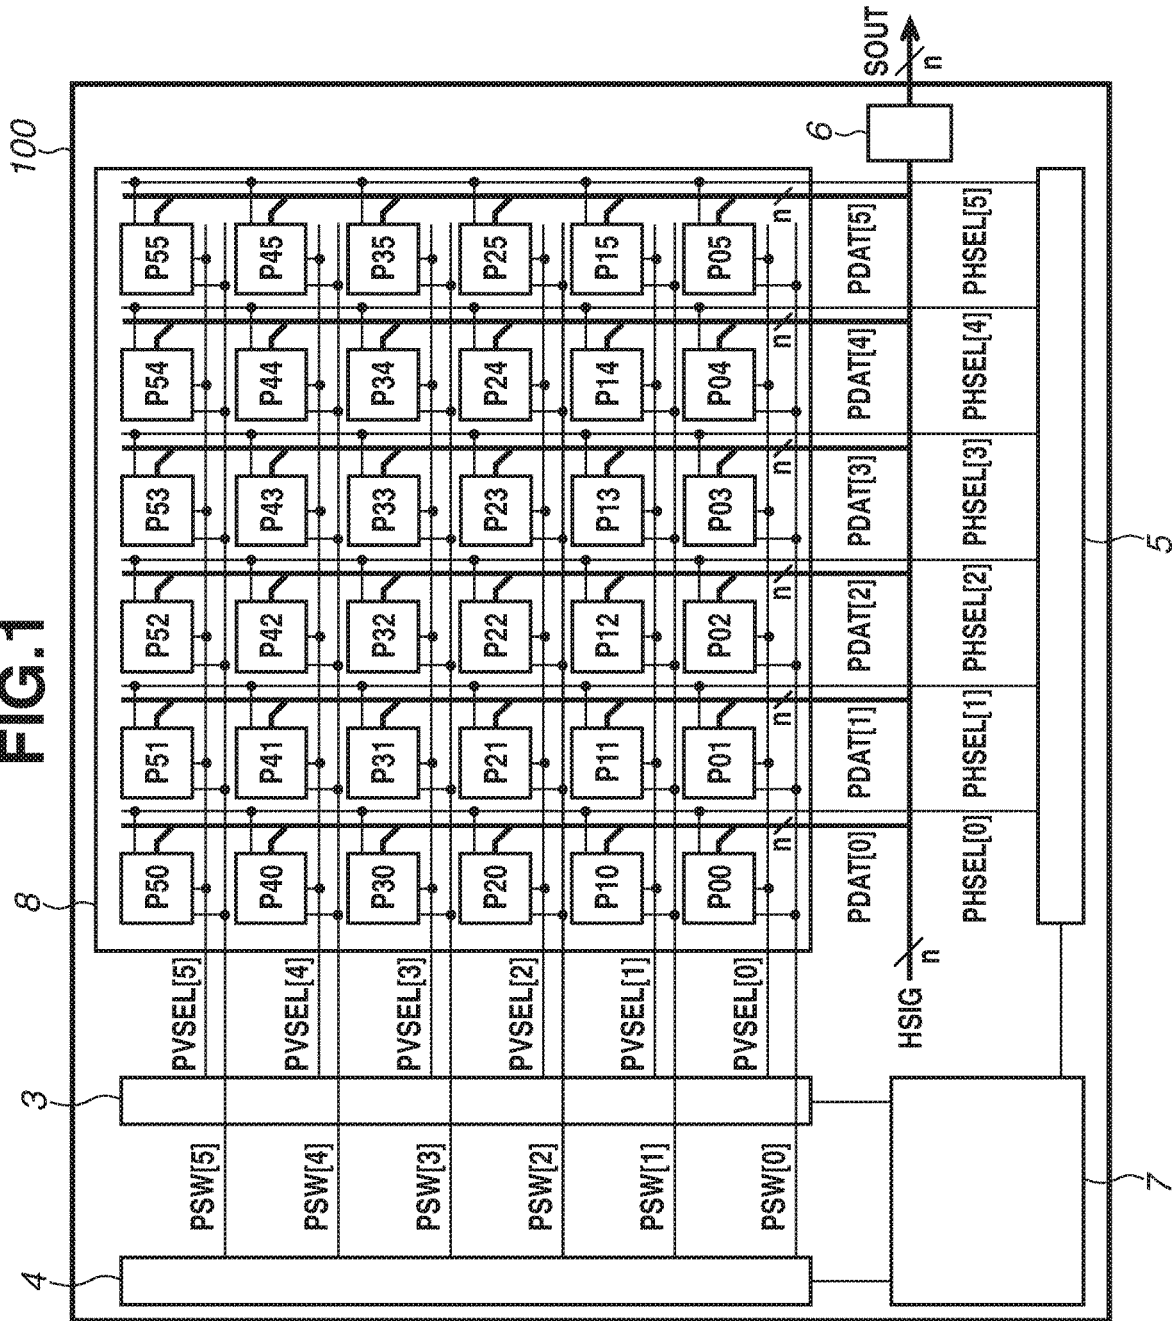 FIG.1
100
8
3
4
P50 P51 P52 P53 P54 P55
PVSEL[5]
PSW[5]
P40 P41 P42 P43 P44 P45
PVSEL[4]
PSW[4]
P30 P31 P32 P33 P34 P35
PVSEL[3]
PSW[3]
P20 P21 P22 P23 P24 P25
PVSEL[2]
PSW[2]
P10 P11 P12 P13 P14 P15
PVSEL[1]
PSW[1]
P00 P01 P02 P03 P04 P05
PVSEL[0]
PSW[0]
n n n n n n
6
PDAT[0] PDAT[1] PDAT[2] PDAT[3] PDAT[4] PDAT[5]
HSIG n
SOUT n
PHSEL[0] PHSEL[1] PHSEL[2] PHSEL[3] PHSEL[4] PHSEL[5]
7
5